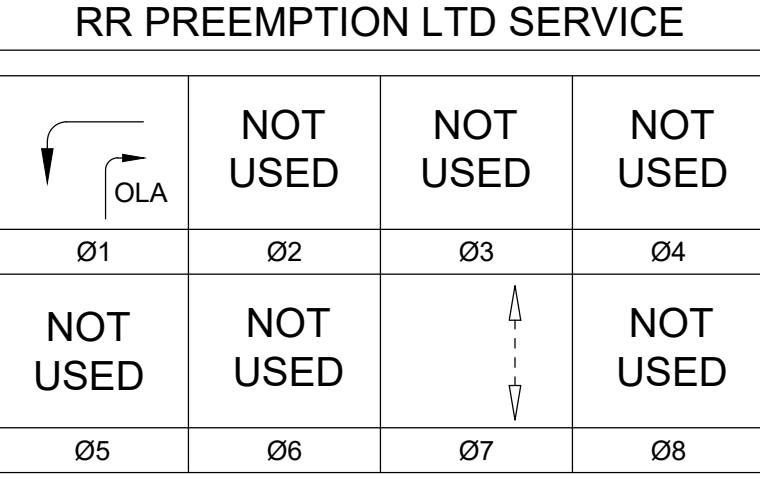 RR PREEMPTION LTD SERVICE
OLA
NOT
USED
NOT
USED
NOT
USED
Ø1
Ø2
Ø3
Ø4
NOT
USED
NOT
USED
NOT
USED
Ø5
Ø6
Ø7
Ø8